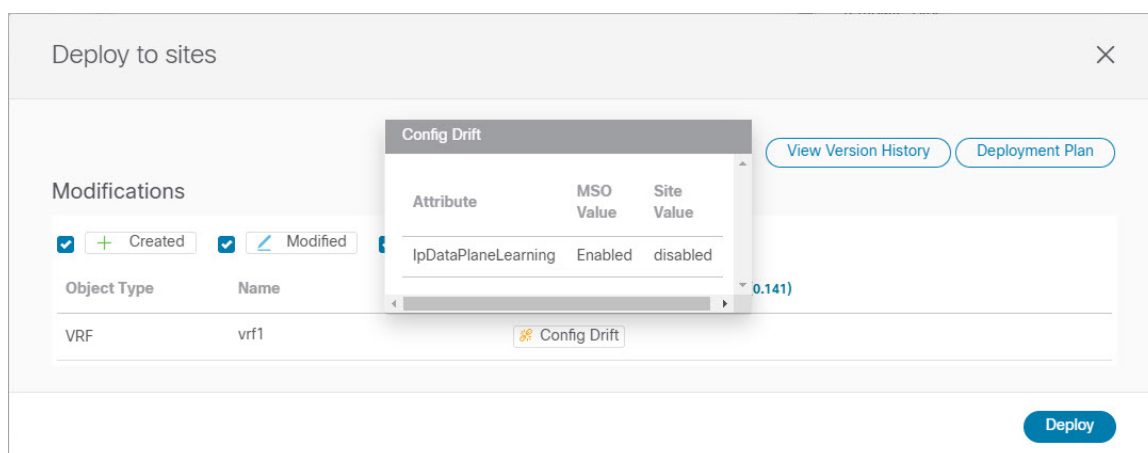 Deploy to sites
Config Drift
View Version History
Deployment Plan
Modifications
Attribute
MSO Value
Site Value
Created
Modified
IpDataPlaneLearning Enabled disabled
Object Type Name
0.141)
VRF vrf1 Config Drift
Deploy